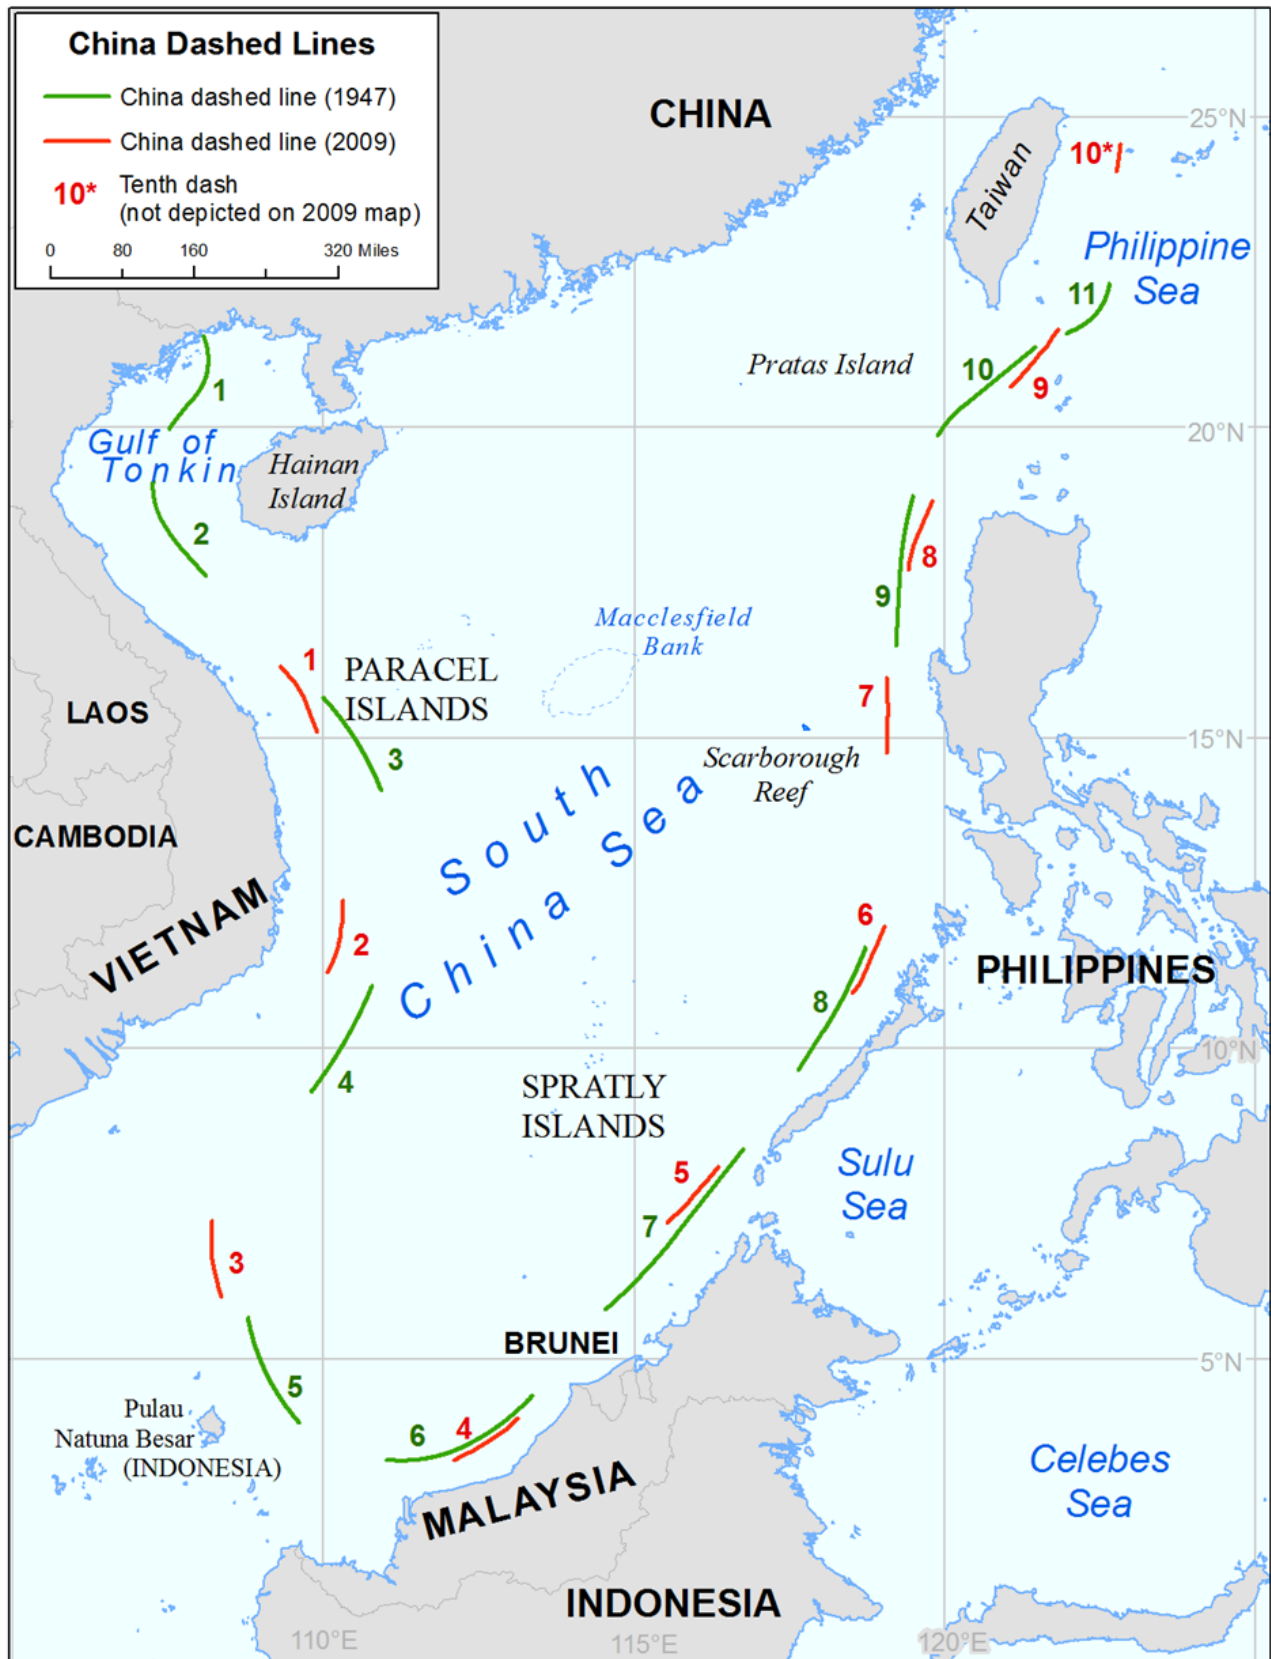 China Dashed Lines
China dashed line (1947)
China dashed line (2009)
10* Tenth dash
(not depicted on 2009 map)
0 80 160 320 Miles
CHINA
25°N
10*
Taiwan
Philippine
Sea
11
Pratas Island
10
9
1
20°N
Gulf of
Tonkin
Hainan
Island
2
8
9
Macclesfield
Bank
1
PARACEL
ISLANDS
7
LAOS
15°N
3
Scarborough
Reef
South
China Sea
CAMBODIA
VIETNAM
6
2
PHILIPPINES
8
10°N
4
SPRATLY
ISLANDS
Sulu
Sea
5
7
3
BRUNEI
5°N
5
Pulau
Natuna Besar
(INDONESIA)
6
4
Celebes
Sea
MALAYSIA
INDONESIA
110°E
115°E
120°E